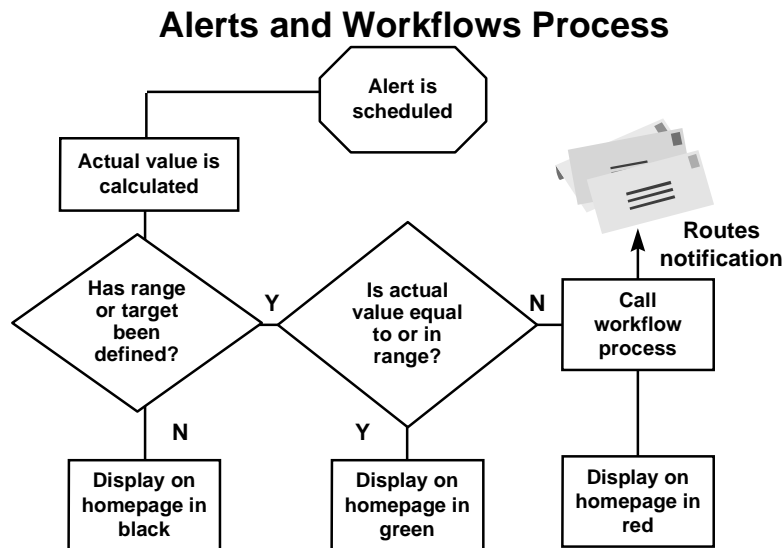 Alerts and Workflows Process
Alert is
scheduled
Actual value is
calculated
Routes
notification
Has range
or target
been
defined?
Y
Is actual
value equal
to or in
range?
N
Call
workflow
process
N
Y
Display on
homepage in
black
Display on
homepage in
green
Display on
homepage in
red